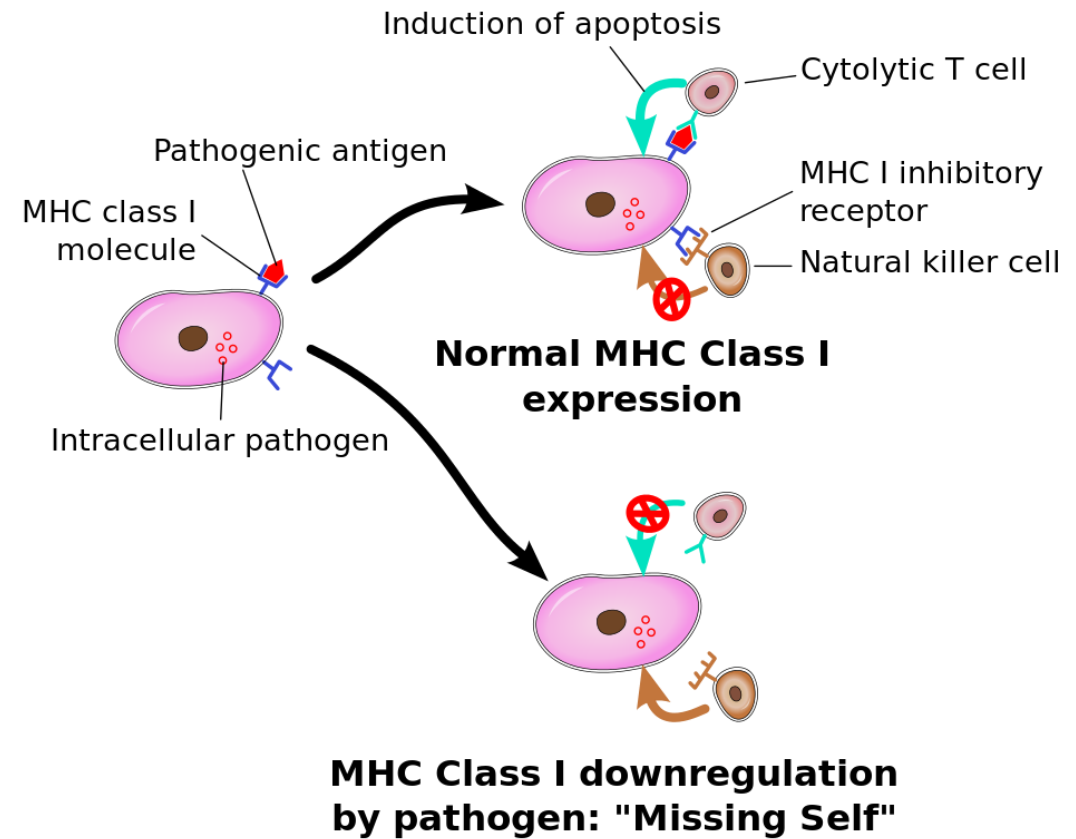 Induction of apoptosis
Cytolytic T cell
Pathogenic antigen
MHC I inhibitory
receptor
MHC class I
molecule
Natural killer cell
Normal MHC Class I
expression
Intracellular pathogen
MHC Class I downregulation
by pathogen: "Missing Self"